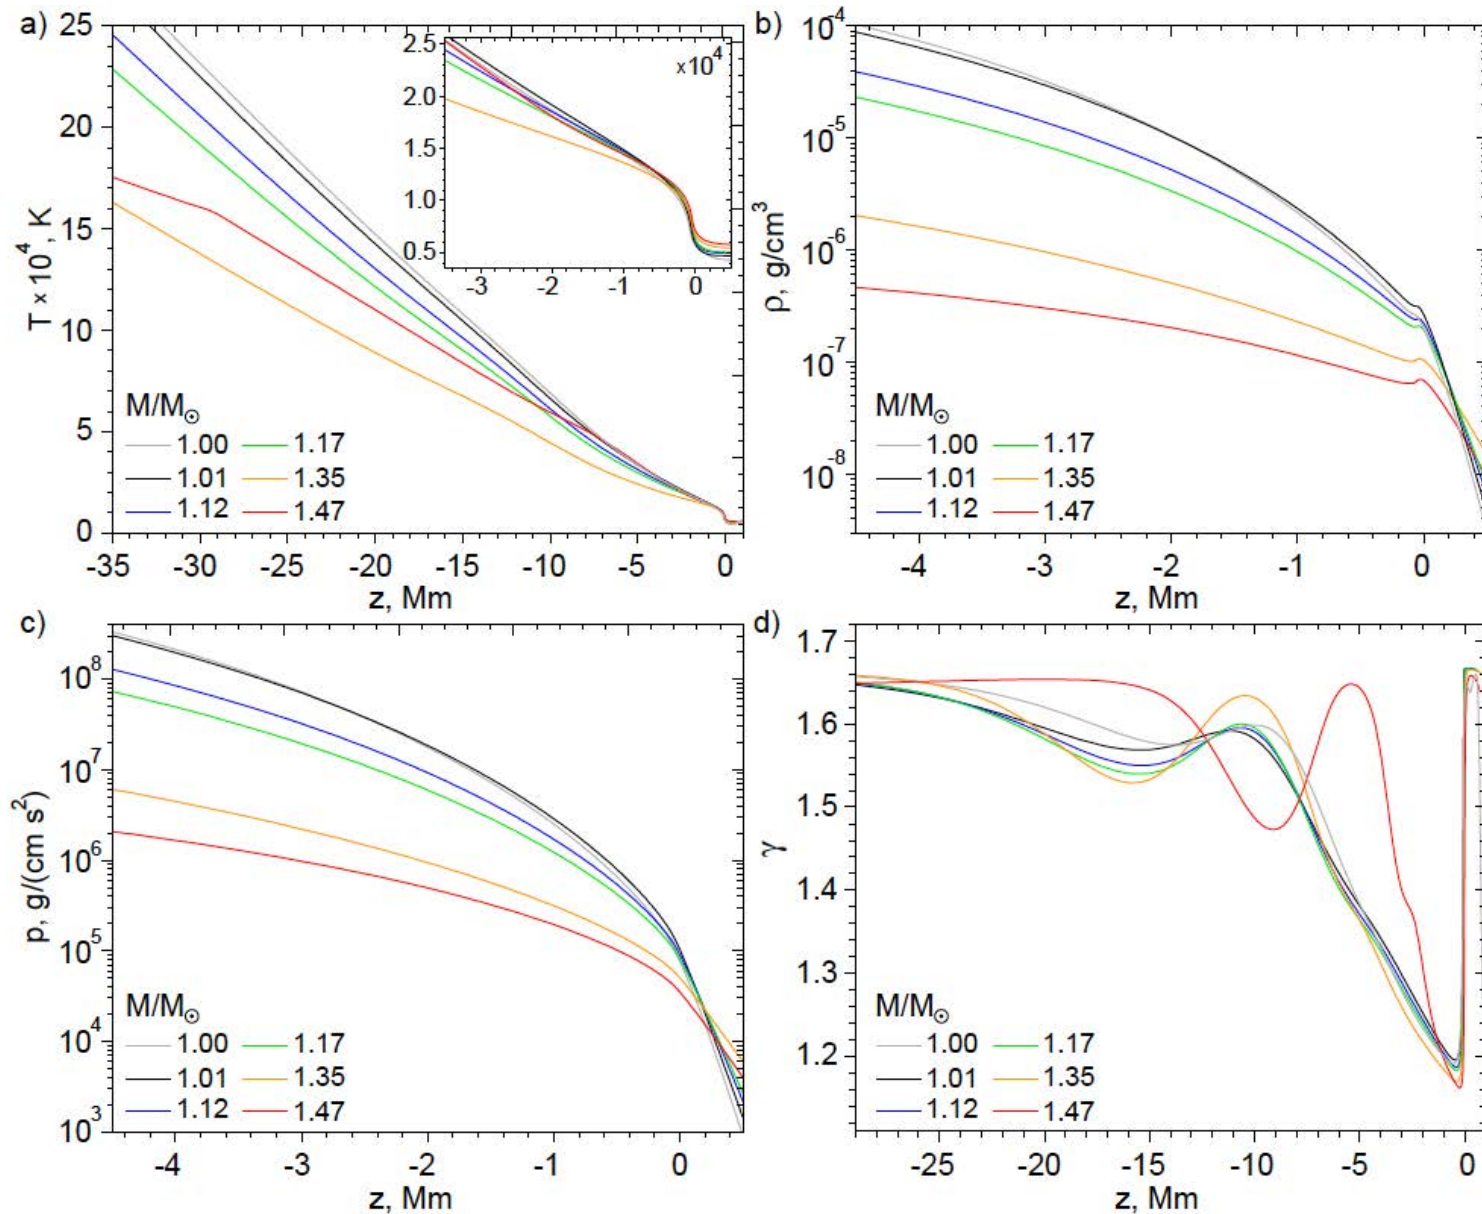 a)
25
20
15
10
5
0
T × 10⁴, K
2.5
2.0
1.5
1.0
0.5
×10⁴
-3 -2 -1 0
M/M☉
1.00 1.17
1.01 1.35
1.12 1.47
-35 -30 -25 -20 -15 -10 -5 0
z, Mm
b)
10⁻⁴
10⁻⁵
10⁻⁶
10⁻⁷
10⁻⁸
ρ, g/cm³
M/M☉
1.00 1.17
1.01 1.35
1.12 1.47
-4 -3 -2 -1 0
z, Mm
c)
10⁸
10⁷
10⁶
10⁵
10⁴
10³
p, g/(cm s²)
M/M☉
1.00 1.17
1.01 1.35
1.12 1.47
-4 -3 -2 -1 0
z, Mm
d)
1.7
1.6
1.5
1.4
1.3
1.2
γ
M/M☉
1.00 1.17
1.01 1.35
1.12 1.47
-25 -20 -15 -10 -5 0
z, Mm